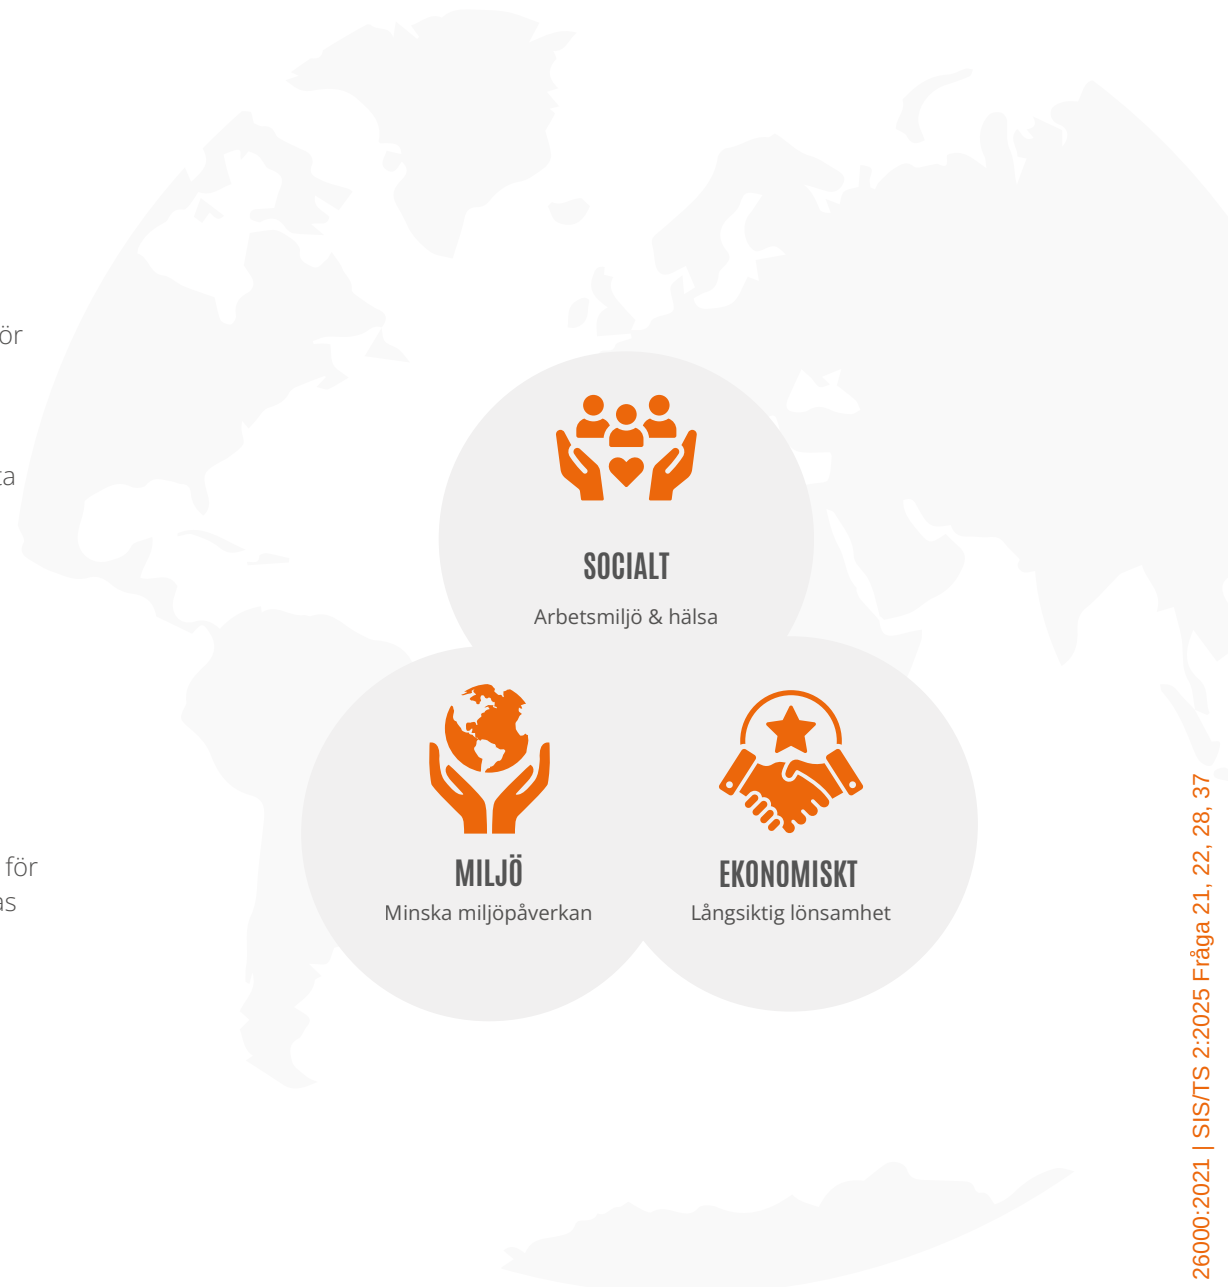 ör
ta
för
as
SOCIALT
Arbetsmiljö & hälsa
MILJÖ
Minska miljöpåverkan
EKONOMISKT
Långsiktig lönsamhet
26000:2021 | SIS/TS 2:2025 Fråga 21, 22, 28, 37